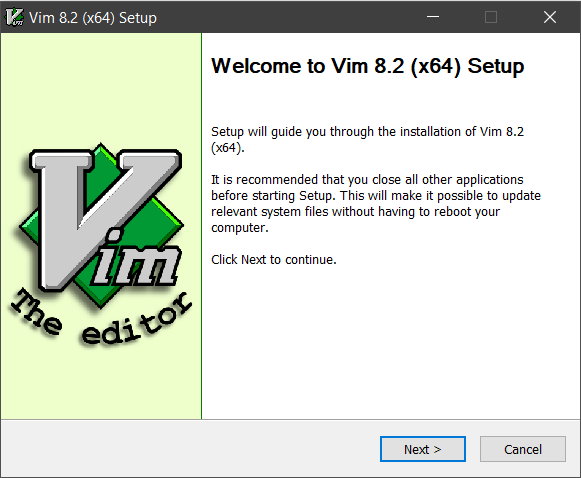 Vim 8.2 (x64) Setup
Welcome to Vim 8.2 (x64) Setup
Setup will guide you through the installation of Vim 8.2
(x64).
It is recommended that you close all other applications
before starting Setup. This will make it possible to update
relevant system files without having to reboot your
computer.
Click Next to continue.
Vim
The editor
Next >
Cancel